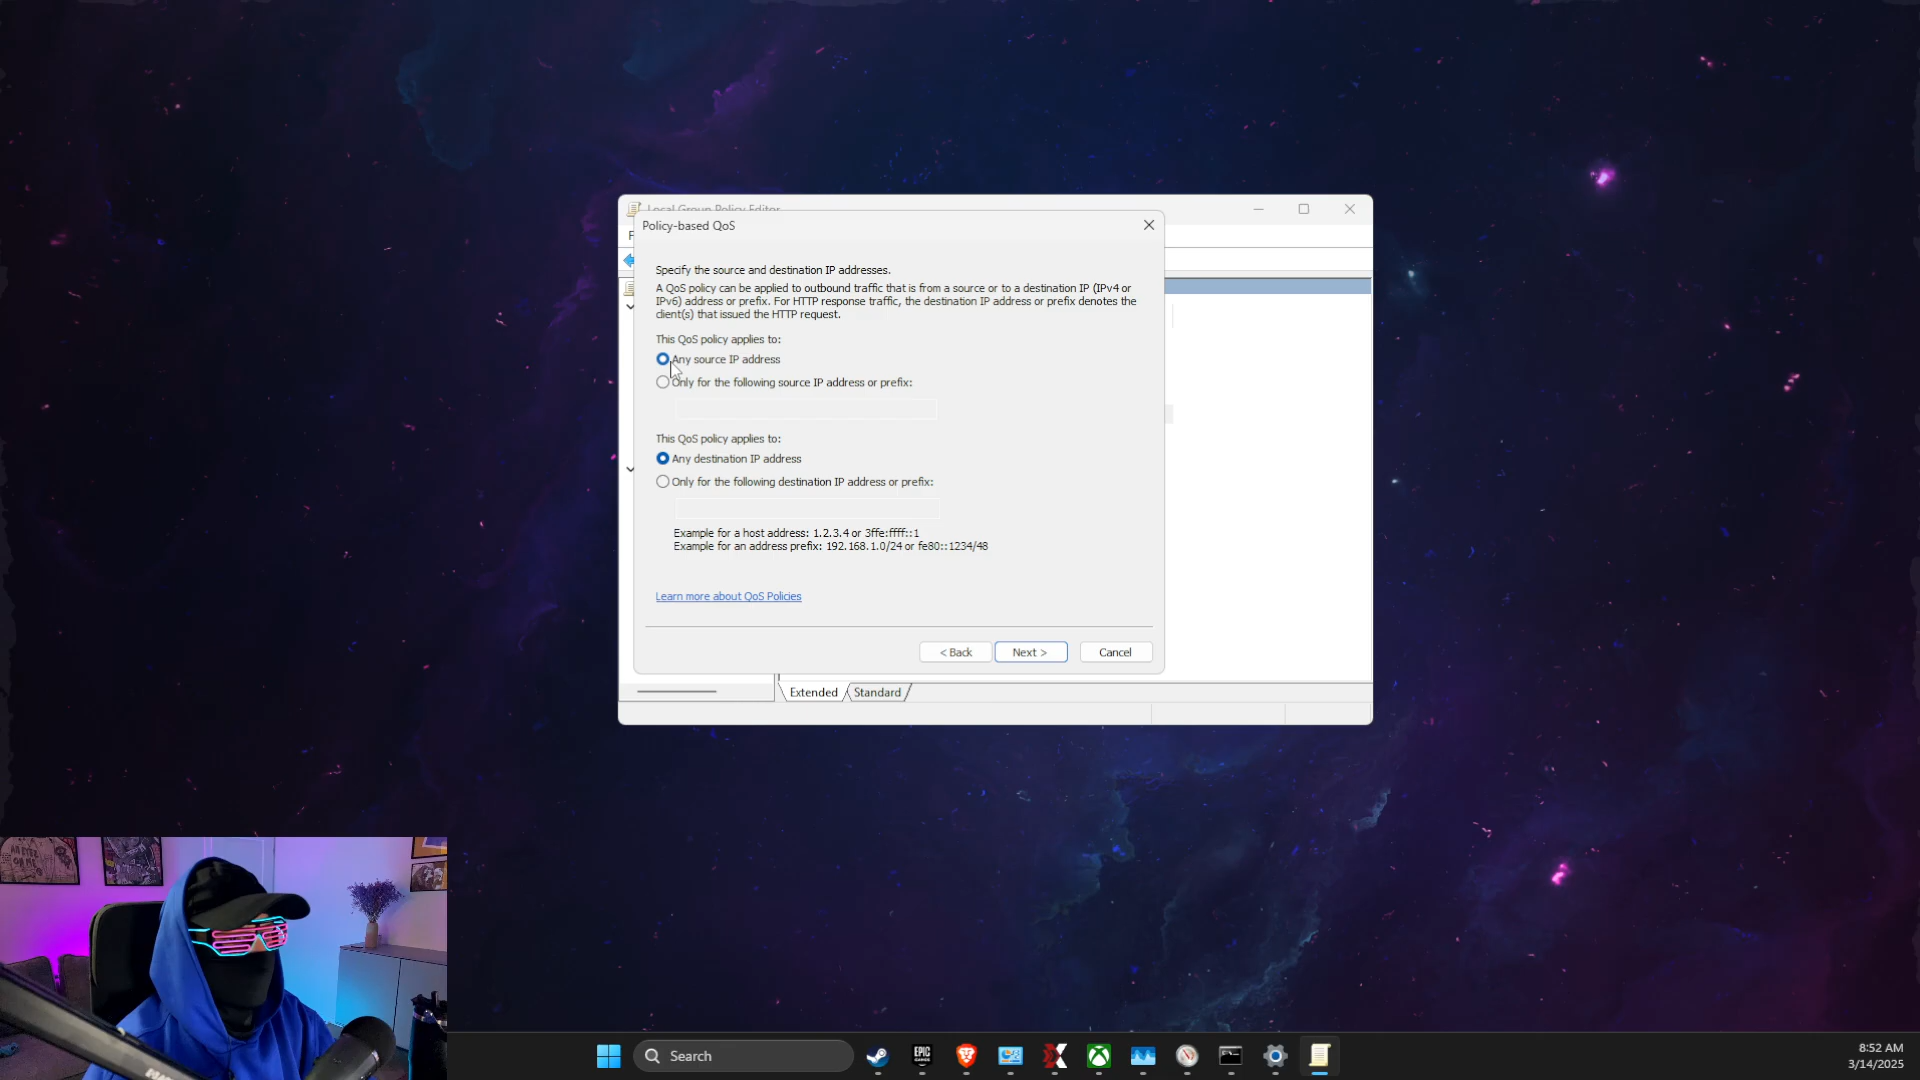 Local Group Policy Editor
Policy-based QoS
Specify the source and destination IP addresses.
A QoS policy can be applied to outbound traffic that is from a source or to a destination IP (IPv4 or
IPv6) address or prefix. For HTTP response traffic, the destination IP address or prefix denotes the
client(s) that issued the HTTP request.
This QoS policy applies to:
Any source IP address
Only for the following source IP address or prefix:
This QoS policy applies to:
Any destination IP address
Only for the following destination IP address or prefix:
Example for a host address: 1.2.3.4 or 3ffe:ffff::1
Example for an address prefix: 192.168.1.0/24 or fe80::1234/48
Learn more about QoS Policies
< Back
Next >
Cancel
Extended
Standard
Search
EPIC
GAMES
8:52 AM
3/14/2025